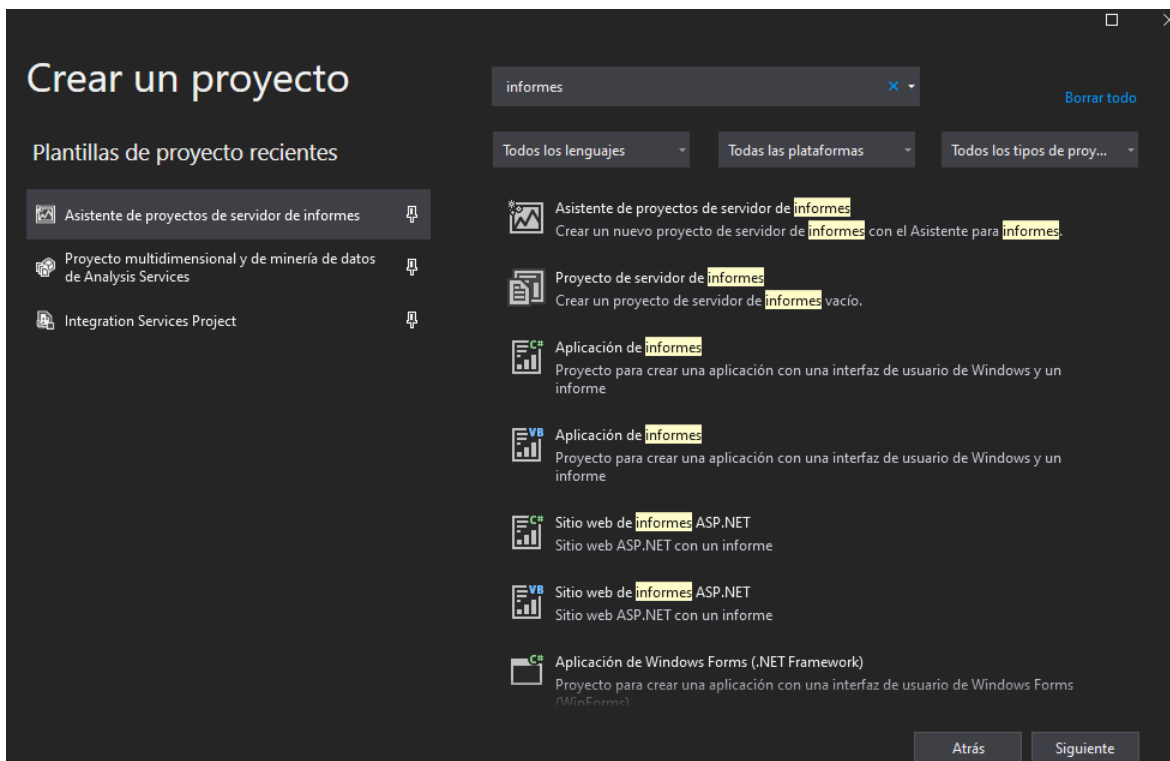 Crear un proyecto
Plantillas de proyecto recientes
Asistente de proyectos de servidor de informes
Proyecto multidimensional y de minería de datos
de Analysis Services
Integration Services Project
informes
Borrar todo
Todos los lenguajes
Todas las plataformas
Todos los tipos de proy...
Asistente de proyectos de servidor de informes
Crear un nuevo proyecto de servidor de informes con el Asistente para informes.
Proyecto de servidor de informes
Crear un proyecto de servidor de informes vacío.
C#
Aplicación de informes
Proyecto para crear una aplicación con una interfaz de usuario de Windows y un
informe
VB
Aplicación de informes
Proyecto para crear una aplicación con una interfaz de usuario de Windows y un
informe
C#
Sitio web de informes ASP.NET
Sitio web ASP.NET con un informe
VB
Sitio web de informes ASP.NET
Sitio web ASP.NET con un informe
C#
Aplicación de Windows Forms (.NET Framework)
Proyecto para crear una aplicación con una interfaz de usuario de Windows Forms
(WinForms)
Atrás
Siguiente